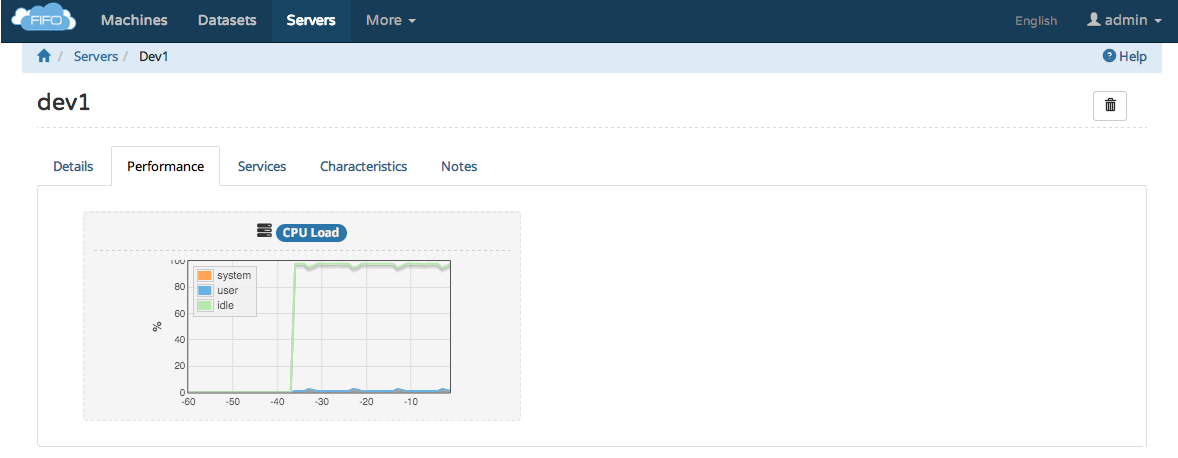 FIFO Machines Datasets Servers More English admin
/ Servers / Dev1 Help
dev1
Details Performance Services Characteristics Notes
CPU Load
100
system
80
user
idle
60
%
40
20
0
-60 -50 -40 -30 -20 -10